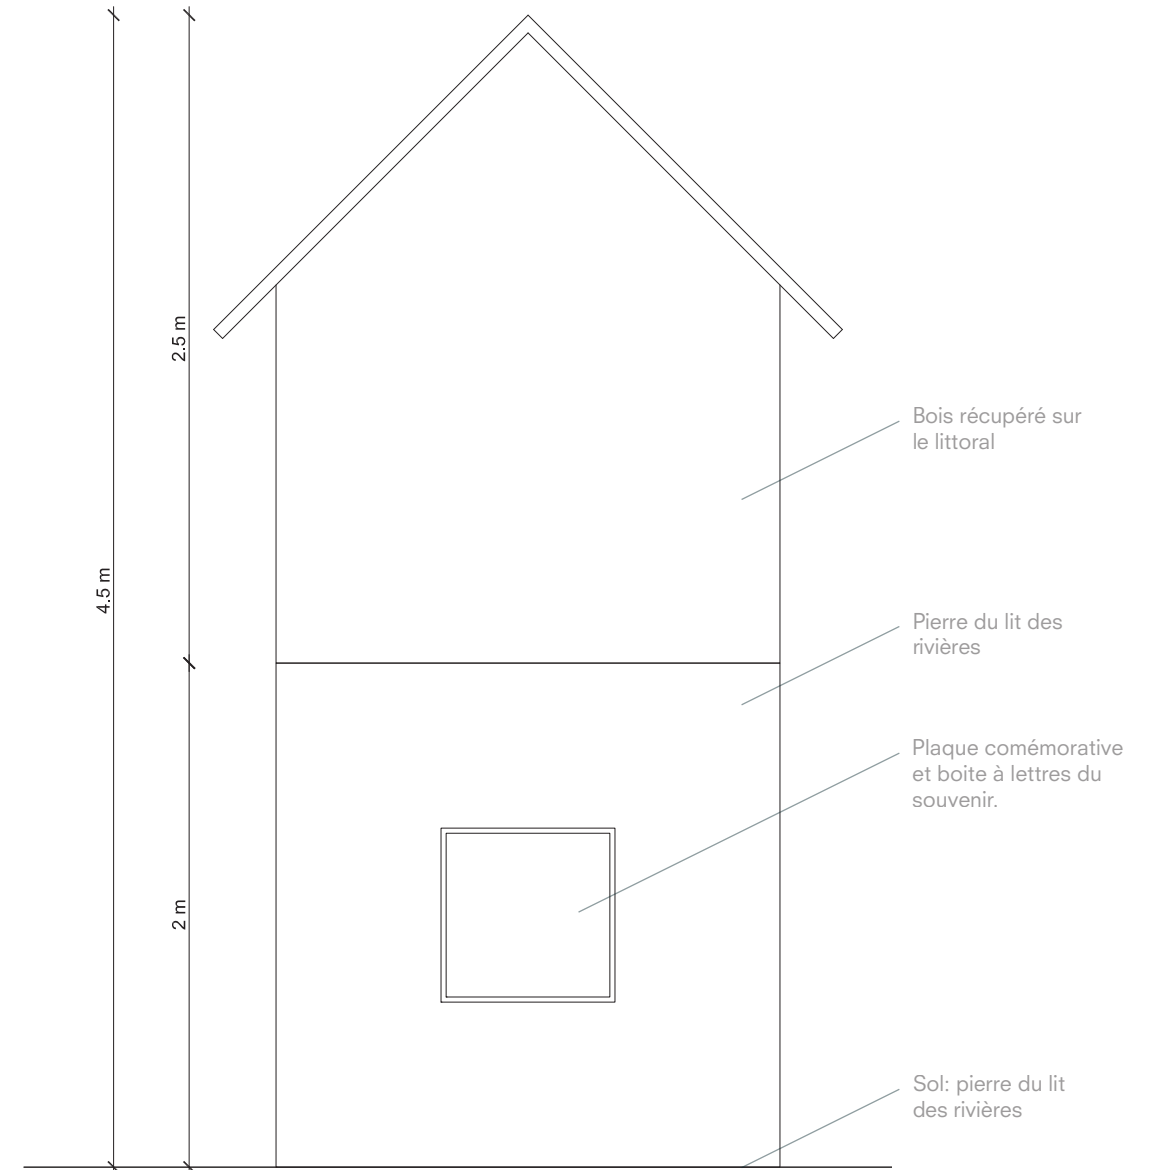 2.5 m
Bois récupéré sur
le littoral
4.5 m
Pierre du lit des
rivières
Plaque comémorative
et boite à lettres du
souvenir.
2 m
Sol: pierre du lit
des rivières